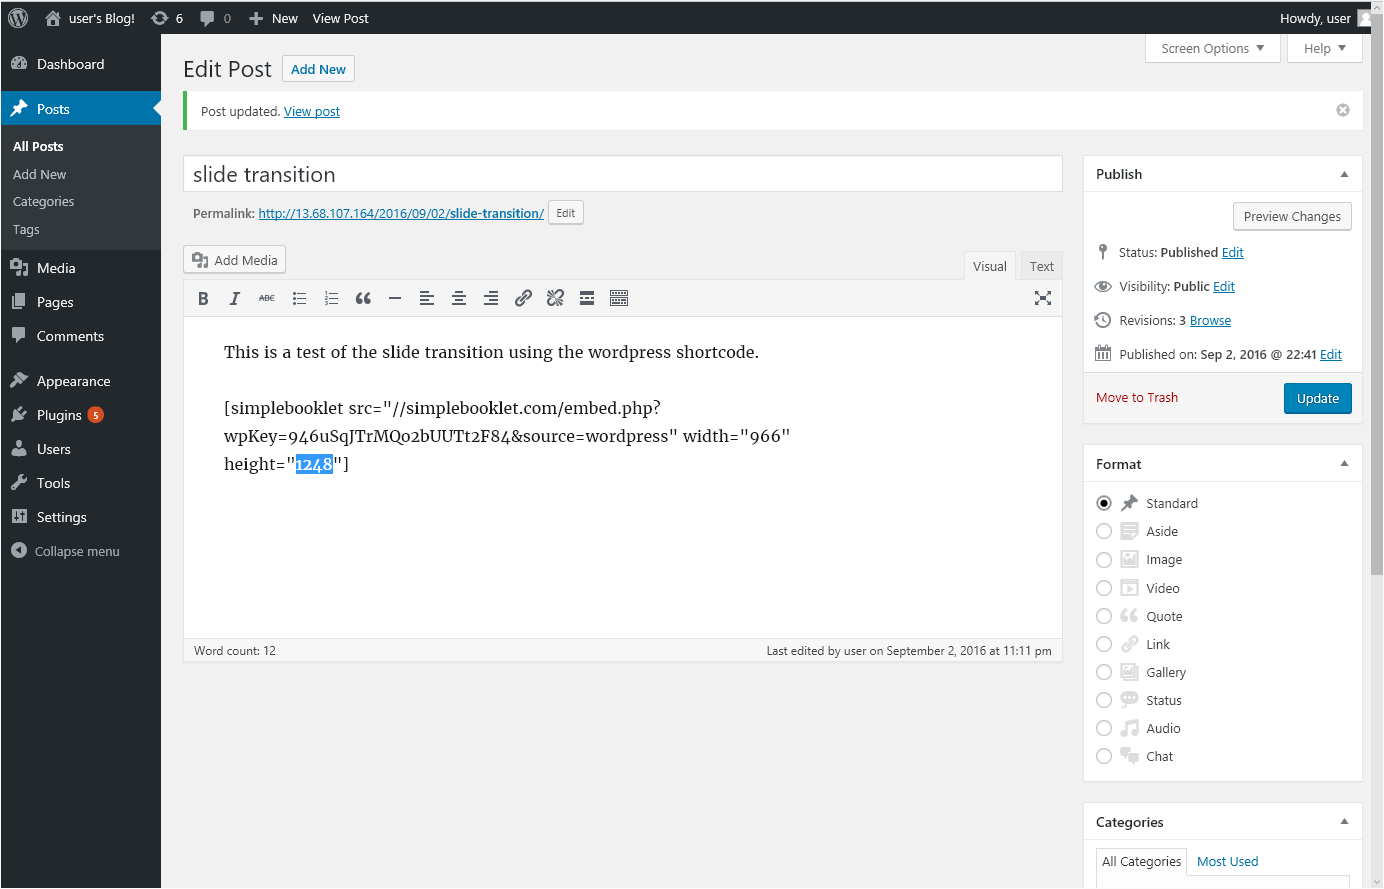 user's Blog! 6 0 New View Post Howdy, user
Screen Options Help
Dashboard
Posts
All Posts
Add New
Categories
Tags
Media
Pages
Comments
Appearance
Plugins 5
Users
Tools
Settings
Collapse menu
Edit Post Add New
Post updated. View post
slide transition
Permalink: http://13.68.107.164/2016/09/02/slide-transition/ Edit
Add Media
Visual Text
B I ABC
This is a test of the slide transition using the wordpress shortcode.
[simplebooklet src="//simplebooklet.com/embed.php?
wpKey=946uSqJTrMQo2bUUTt2F84&source=wordpress" width="966"
height="1248"]
Word count: 12 Last edited by user on September 2, 2016 at 11:11 pm
Publish
Preview Changes
Status: Published Edit
Visibility: Public Edit
Revisions: 3 Browse
Published on: Sep 2, 2016 @ 22:41 Edit
Move to Trash Update
Format
Standard
Aside
Image
Video
Quote
Link
Gallery
Status
Audio
Chat
Categories
All Categories Most Used